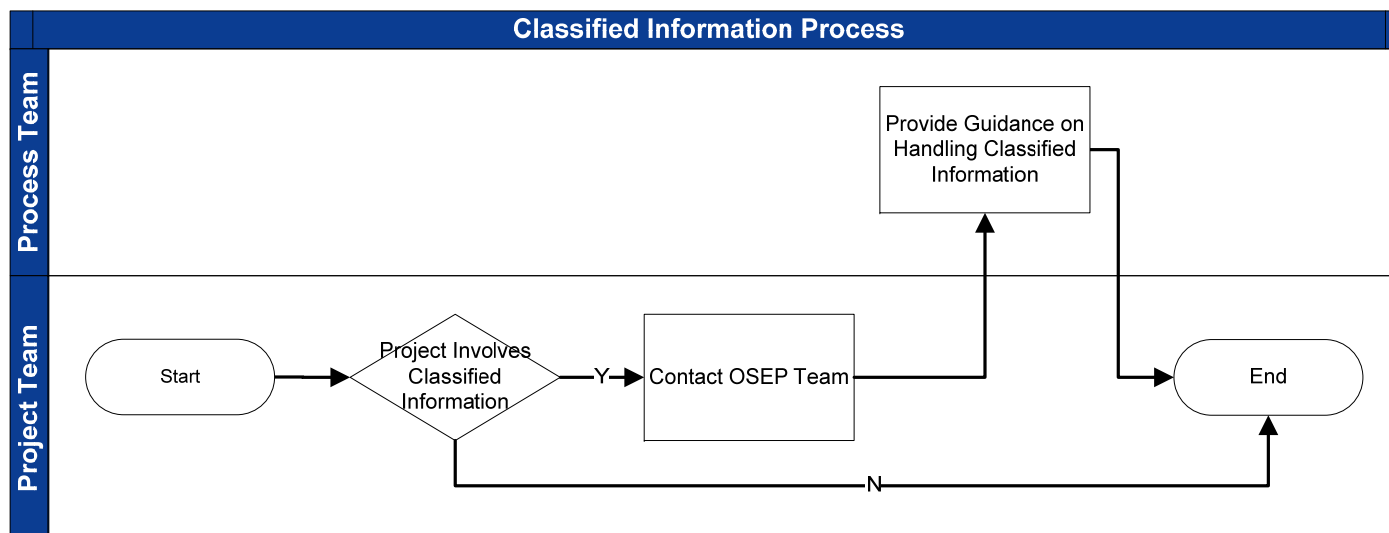 Classified Information Process
Process Team
Provide Guidance on
Handling Classified
Information
Project Team
Start
Project Involves
Classified
Information
Y
Contact OSEP Team
End
N